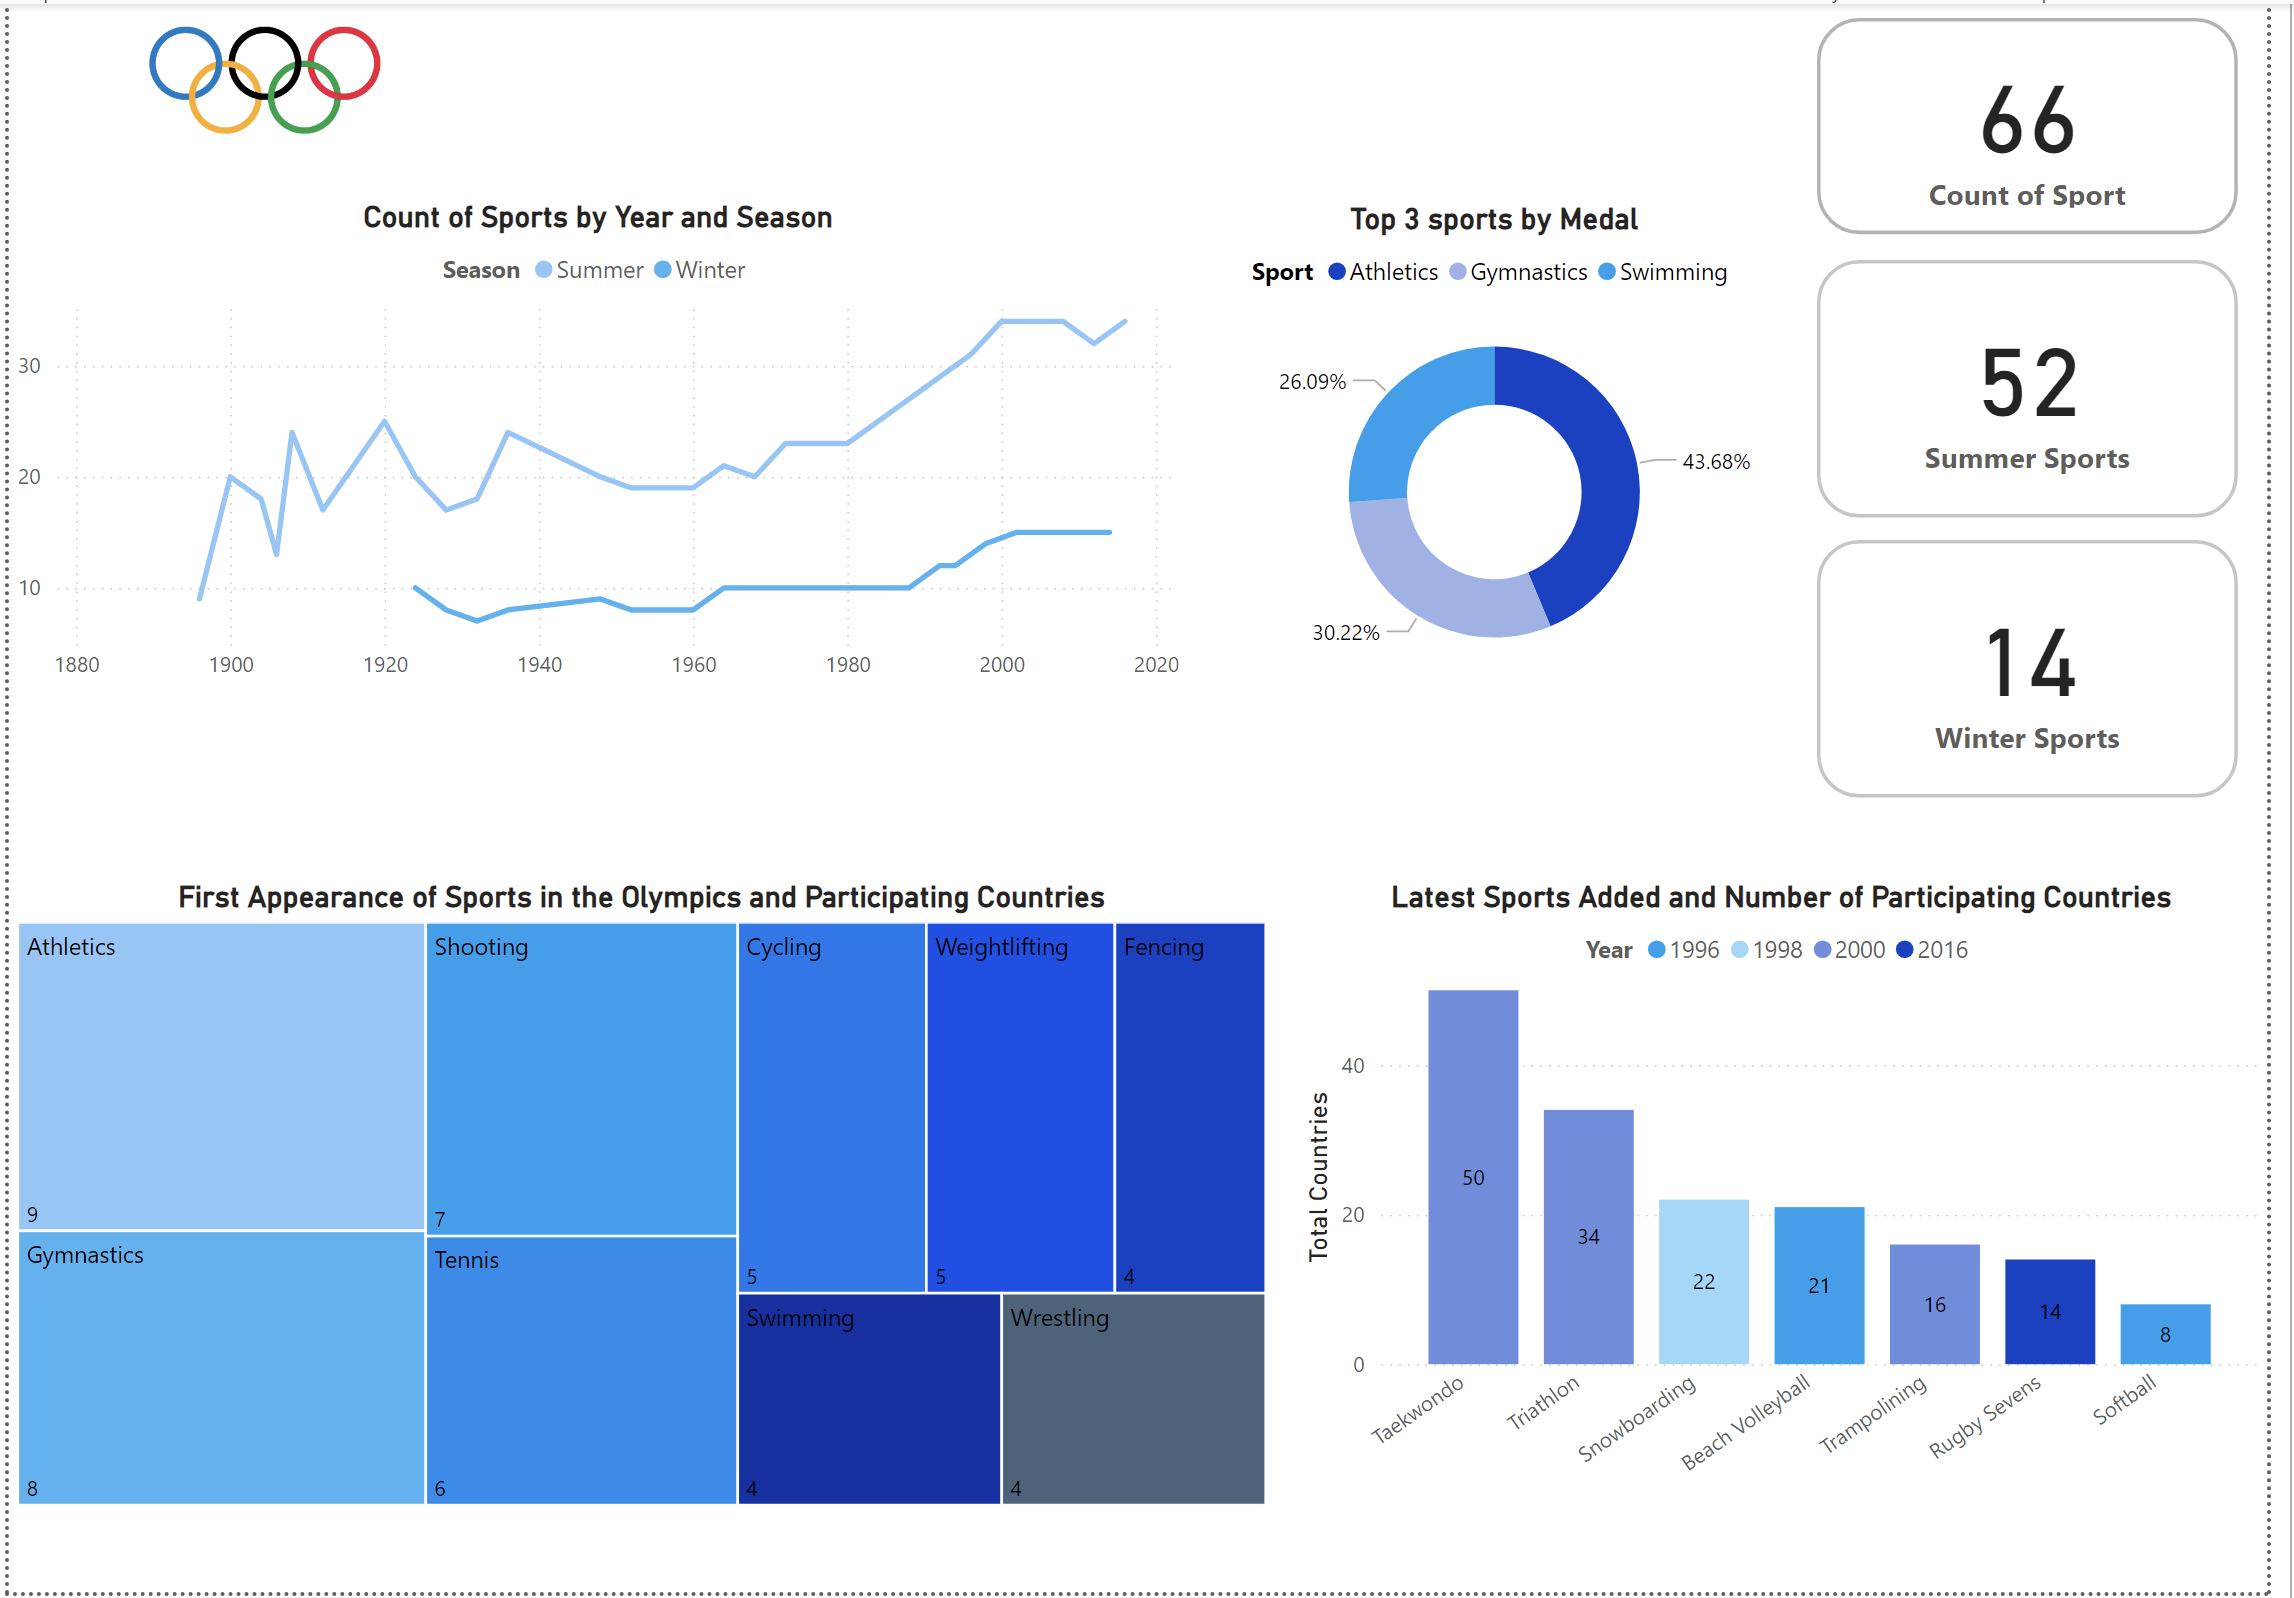 66
Count of Sport
Count of Sports by Year and Season
Season Summer Winter
30
20
10
1880 1900 1920 1940 1960 1980 2000 2020
Top 3 sports by Medal
Sport Athletics Gymnastics Swimming
26.09%
43.68%
30.22%
52
Summer Sports
14
Winter Sports
First Appearance of Sports in the Olympics and Participating Countries
Athletics
9
Gymnastics
8
Shooting
7
Tennis
6
Cycling
5
Weightlifting
5
Fencing
4
Swimming
4
Wrestling
4
Latest Sports Added and Number of Participating Countries
Year 1996 1998 2000 2016
Total Countries
40
20
0
50
34
22
21
16
14
8
Taekwondo
Triathlon
Snowboarding
Beach Volleyball
Trampolining
Rugby Sevens
Softball